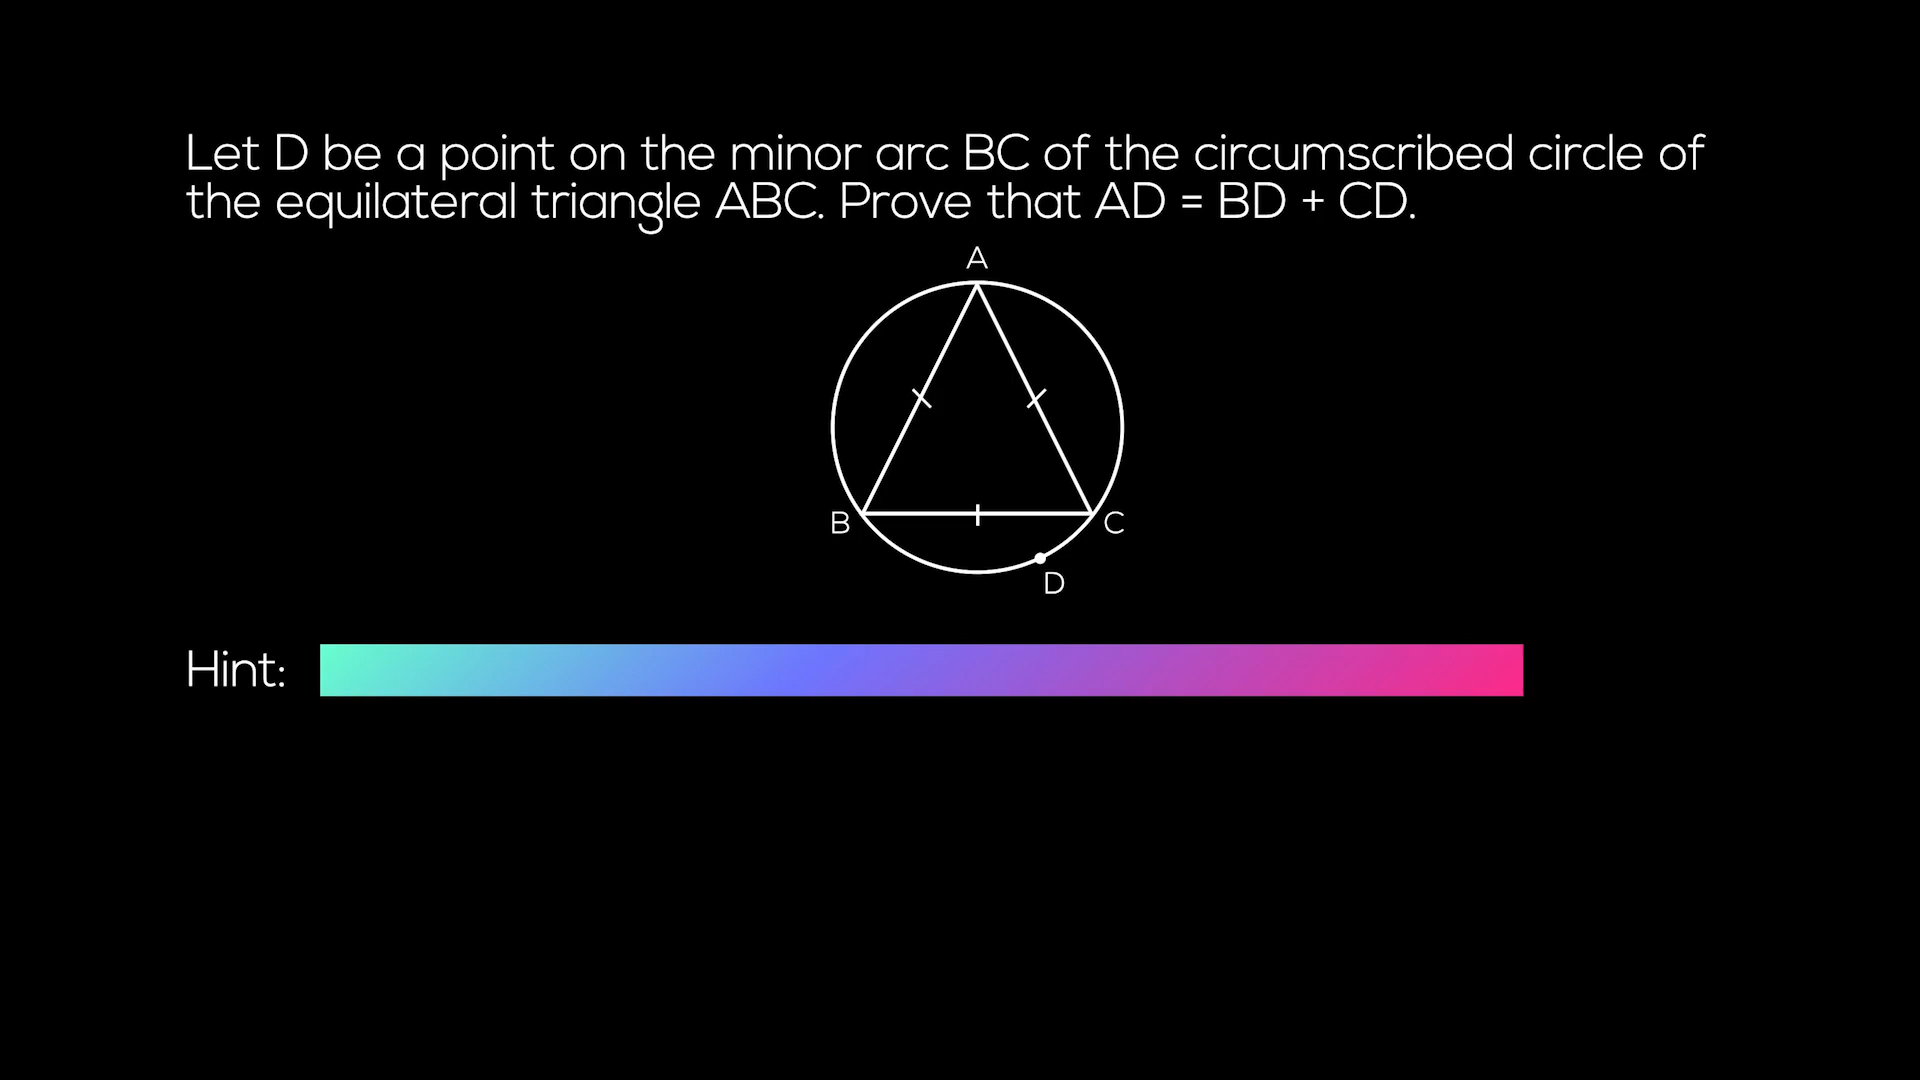 Let D be a point on the minor arc BC of the circumscribed circle of
the equilateral triangle ABC. Prove that AD = BD + CD.
A
B
C
D
Hint: